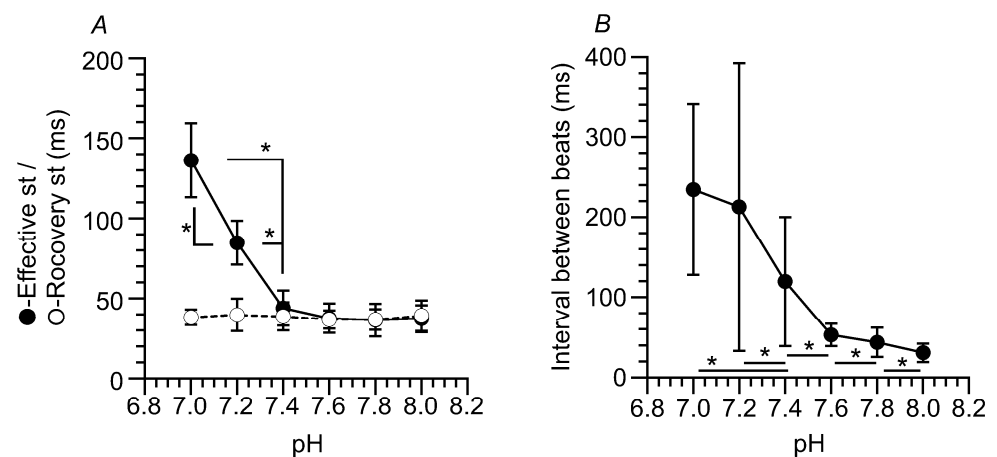 A
B
●-Effective st /
O-Rocovery st (ms)
200
150
100
50
0
*
*
*
6.8 7.0 7.2 7.4 7.6 7.8 8.0 8.2
pH
Interval between beats (ms)
400
300
200
100
0
* * * * *
6.8 7.0 7.2 7.4 7.6 7.8 8.0 8.2
pH